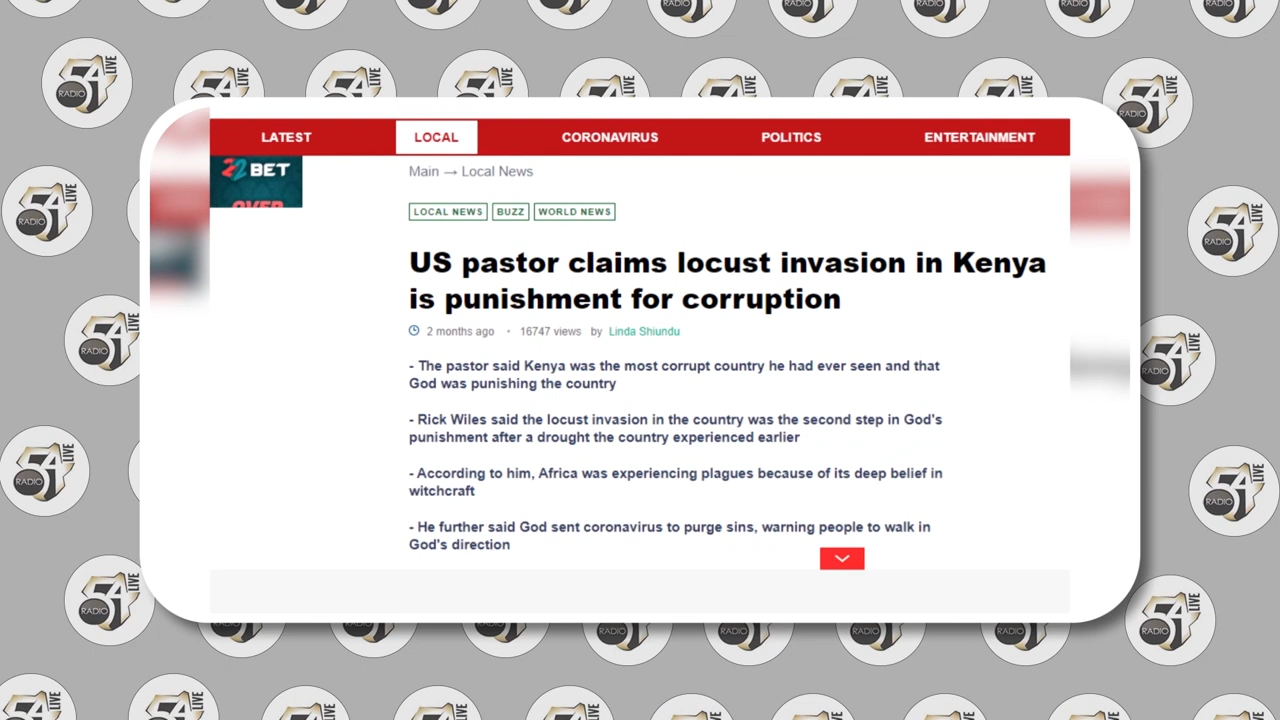 LATEST LOCAL CORONAVIRUS POLITICS ENTERTAINMENT
22 BET
OVER
Main → Local News
LOCAL NEWS BUZZ WORLD NEWS
US pastor claims locust invasion in Kenya
is punishment for corruption
2 months ago • 16747 views by Linda Shiundu
- The pastor said Kenya was the most corrupt country he had ever seen and that
God was punishing the country
- Rick Wiles said the locust invasion in the country was the second step in God's
punishment after a drought the country experienced earlier
- According to him, Africa was experiencing plagues because of its deep belief in
witchcraft
- He further said God sent coronavirus to purge sins, warning people to walk in
God's direction
RADIO 54 LIVE